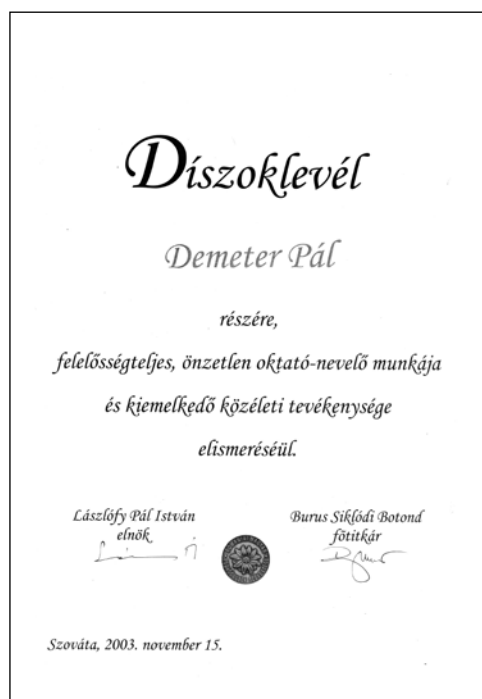 Díszoklevél
Demeter Pál
részére,
felelősségteljes, önzetlen oktató-nevelő munkája
és kiemelkedő közéleti tevékenysége
elismeréséül.
Lászlófy Pál István
elnök
Burus Siklódi Botond
főtitkár
Szováta, 2003. november 15.